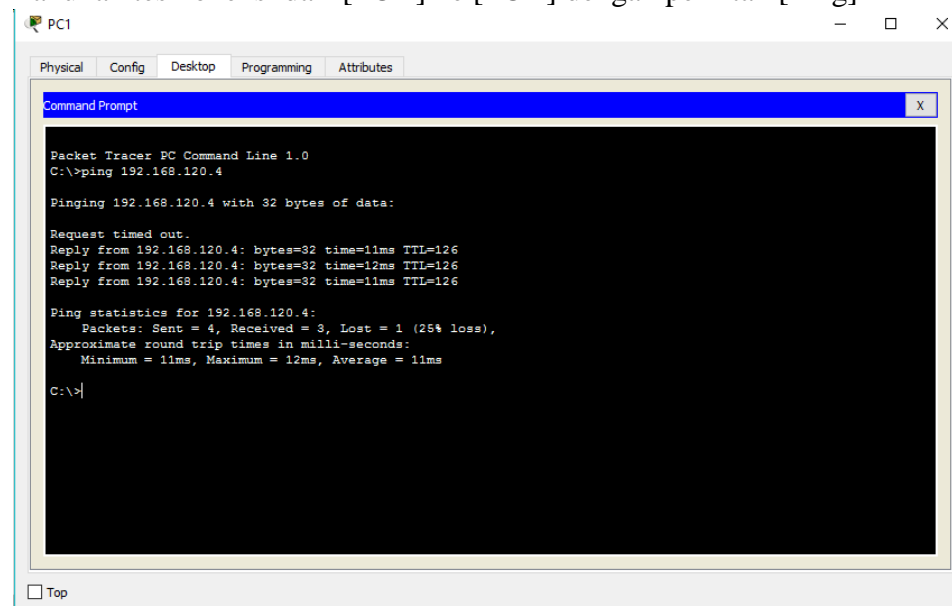 dengan
PC1
Physical Config Desktop Programming Attributes
Command Prompt
X
Packet Tracer PC Command Line 1.0
C:\>ping 192.168.120.4
Pinging 192.168.120.4 with 32 bytes of data:
Request timed out.
Reply from 192.168.120.4: bytes=32 time=11ms TTL=126
Reply from 192.168.120.4: bytes=32 time=12ms TTL=126
Reply from 192.168.120.4: bytes=32 time=11ms TTL=126
Ping statistics for 192.168.120.4:
Packets: Sent = 4, Received = 3, Lost = 1 (25% loss),
Approximate round trip times in milli-seconds:
Minimum = 11ms, Maximum = 12ms, Average = 11ms
C:\>
Top